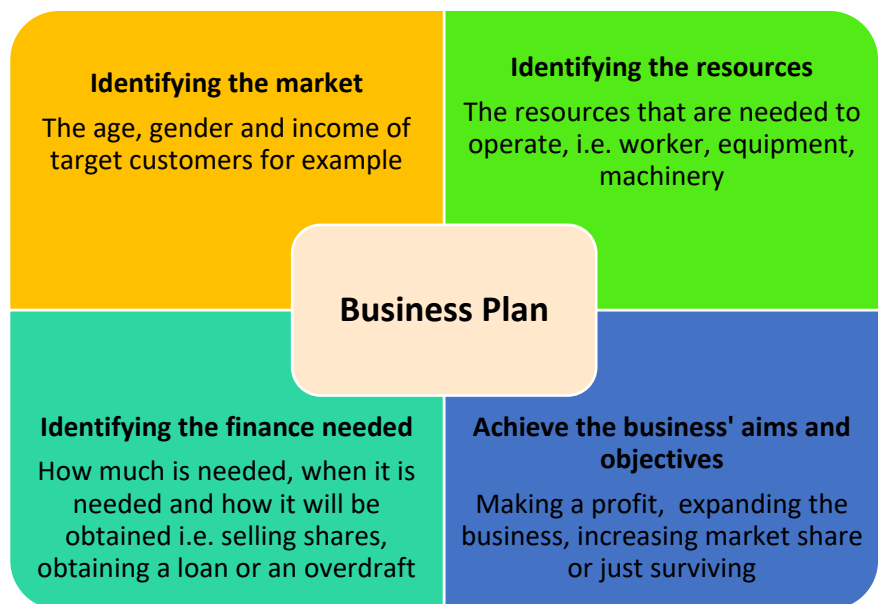 Identifying the market
The age, gender and income of
target customers for example
Identifying the resources
The resources that are needed to
operate, i.e. worker, equipment,
machinery
Business Plan
Identifying the finance needed
How much is needed, when it is
needed and how it will be
obtained i.e. selling shares,
obtaining a loan or an overdraft
Achieve the business' aims and
objectives
Making a profit, expanding the
business, increasing market share
or just surviving